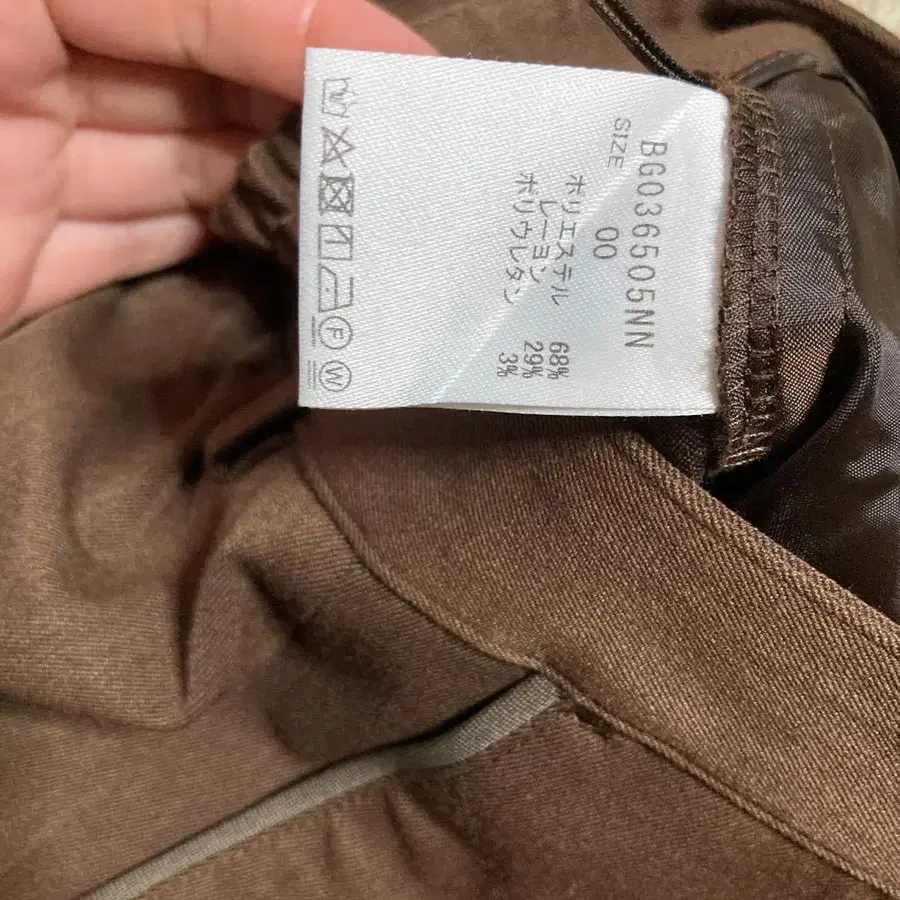 BG036505NN
SIZE 00
ポリエステル 68%
レーヨン 29%
ポリウレタン 3%
F
W